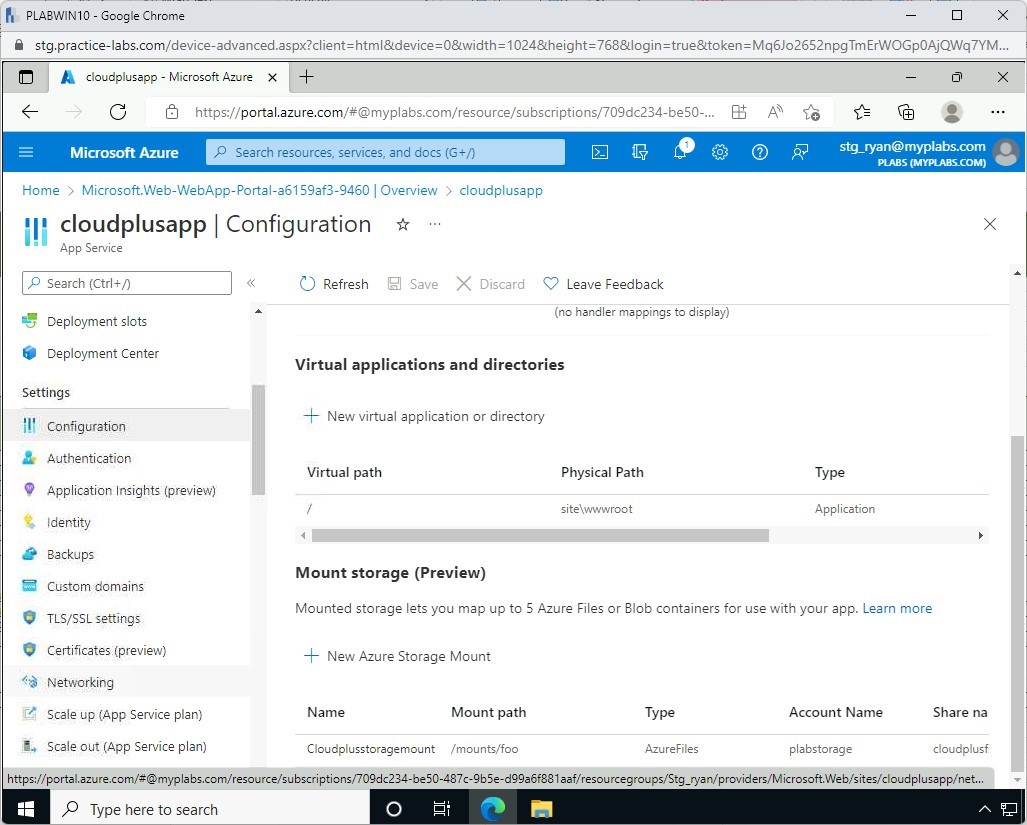 PLABWIN10 - Google Chrome
stg.practice-labs.com/device-advanced.aspx?client=html&device=0&width=1024&height=768&login=true&token=Mq6Jo2652npgTmErWOGp0AjQWq7YM...
cloudplusapp - Microsoft Azure
https://portal.azure.com/#@myplabs.com/resource/subscriptions/709dc234-be50-...
Microsoft Azure
Search resources, services, and docs (G+/)
1
stg_ryan@myplabs.com
PLABS (MYPLABS.COM)
Home > Microsoft.Web-WebApp-Portal-a6159af3-9460 | Overview > cloudplusapp
cloudplusapp | Configuration
App Service
Search (Ctrl+/)
Refresh Save Discard Leave Feedback
(no handler mappings to display)
Deployment slots
Deployment Center
Settings
Configuration
Authentication
Application Insights (preview)
Identity
Backups
Custom domains
TLS/SSL settings
Certificates (preview)
Networking
Scale up (App Service plan)
Scale out (App Service plan)
Virtual applications and directories
New virtual application or directory
Virtual path Physical Path Type
/ site\wwwroot Application
Mount storage (Preview)
Mounted storage lets you map up to 5 Azure Files or Blob containers for use with your app. Learn more
New Azure Storage Mount
Name Mount path Type Account Name Share na
Cloudplusstoragemount /mounts/foo AzureFiles plabstorage cloudplusf
https://portal.azure.com/#@myplabs.com/resource/subscriptions/709dc234-be50-487c-9b5e-d99a6f881aaf/resourcegroups/Stg_ryan/providers/Microsoft.Web/sites/cloudplusapp/net...
Type here to search